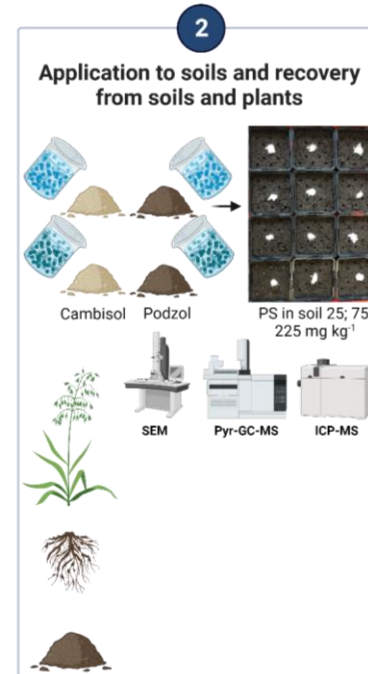 2
Application to soils and recovery
from soils and plants
Cambisol Podzol
PS in soil 25; 75
225 mg kg⁻¹
SEM Pyr-GC-MS ICP-MS